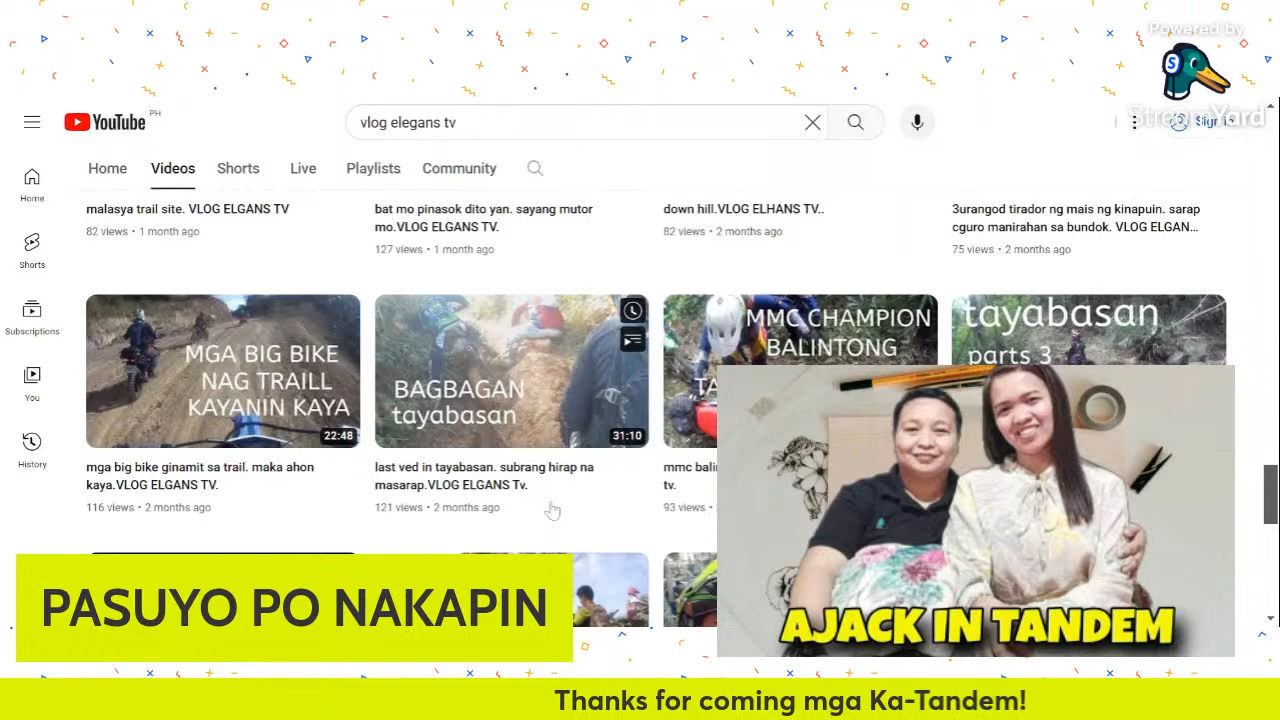 Powered by
StreamYard
YouTube PH
vlog elegans tv
Sign in
Home
Videos
Shorts
Live
Playlists
Community
Home
Shorts
Subscriptions
You
History
malasya trail site. VLOG ELGANS TV
82 views • 1 month ago
bat mo pinasok dito yan. sayang mutor
mo.VLOG ELGANS TV.
127 views • 1 month ago
down hill.VLOG ELHANS TV..
82 views • 2 months ago
3urangod tirador ng mais ng kinapuin. sarap
cguro manirahan sa bundok. VLOG ELGAN...
75 views • 2 months ago
MGA BIG BIKE
NAG TRAILL
KAYANIN KAYA
22:48
mga big bike ginamit sa trail. maka ahon
kaya.VLOG ELGANS TV.
116 views • 2 months ago
BAGBAGAN
tayabasan
31:10
last ved in tayabasan. subrang hirap na
masarap.VLOG ELGANS Tv.
121 views • 2 months ago
MMC CHAMPION
BALINTONG
mmc balin
tv.
93 views •
tayabasan
parts 3
AJACK IN TANDEM
PASUYO PO NAKAPIN
Thanks for coming mga Ka-Tandem!